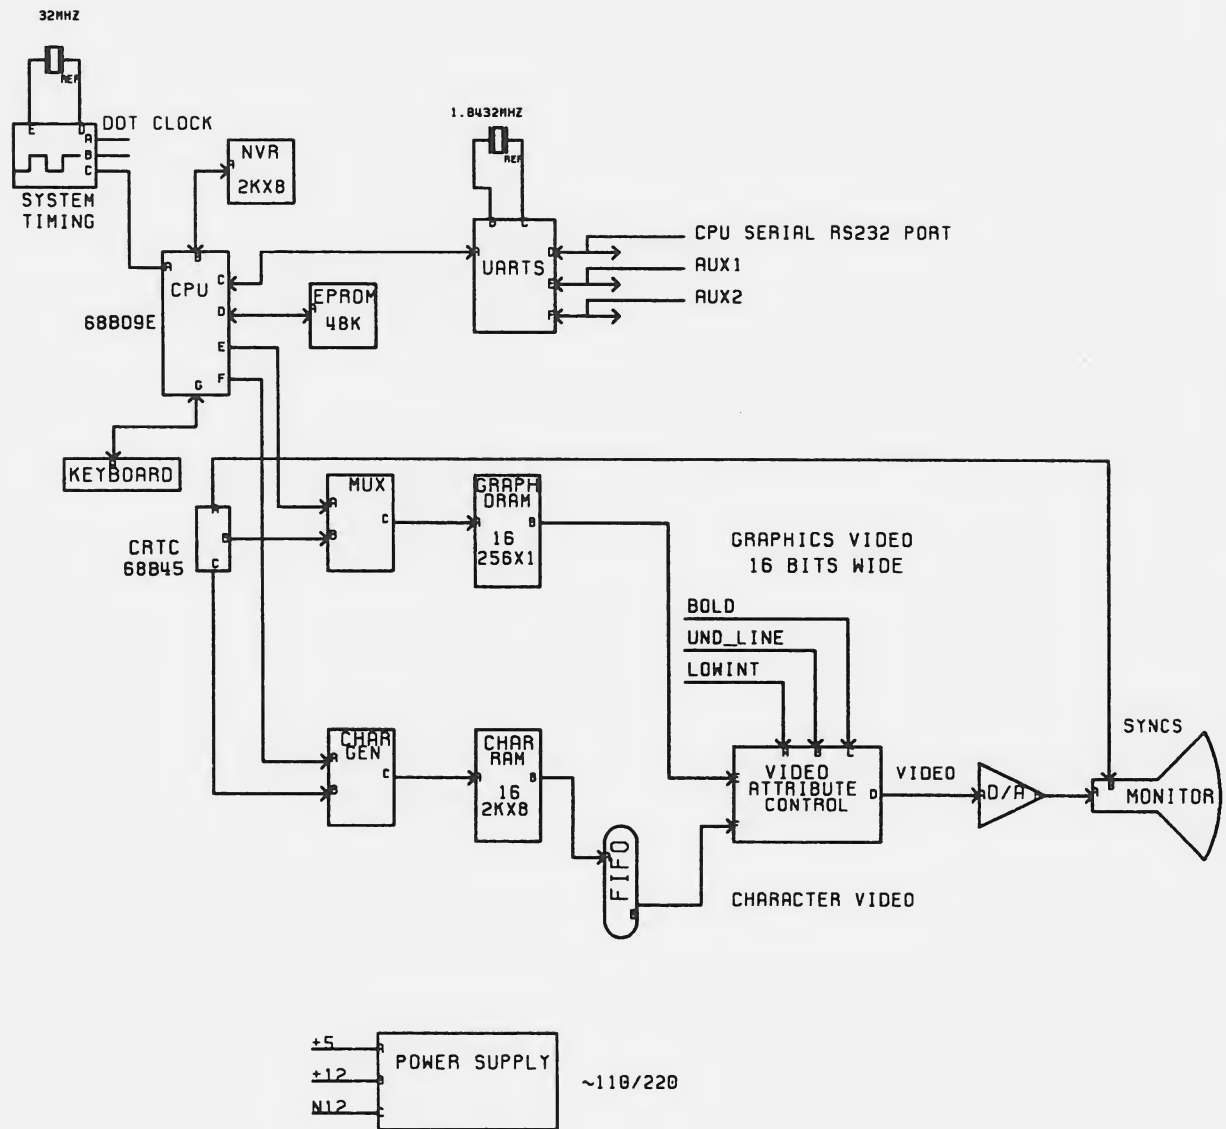 32MHZ
REF
E D
DOT CLOCK
A
B
C
SYSTEM
TIMING
NVR
A
2KX8
1.8432MHZ
REF
D C
UARTS
A
D
E
F
CPU SERIAL RS232 PORT
AUX1
AUX2
A B
CPU
C
D
E
F
G
68B09E
EPROM
A
48K
KEYBOARD
B
MUX
A
B
C
GRAPH
DRAM
A B
16
256X1
CRTC
68B45
A
B
C
GRAPHICS VIDEO
16 BITS WIDE
BOLD
UND_LINE
LOWINT
CHAR
GEN
A
B
C
CHAR
RAM
A B
16
2KX8
FIFO
A
B
A B C
VIDEO
ATTRIBUTE
CONTROL
E
F
D
VIDEO
D/A
A B
SYNCS
MONITOR
A B
CHARACTER VIDEO
+5
+12
N12
A
B
C
POWER SUPPLY
~110/220